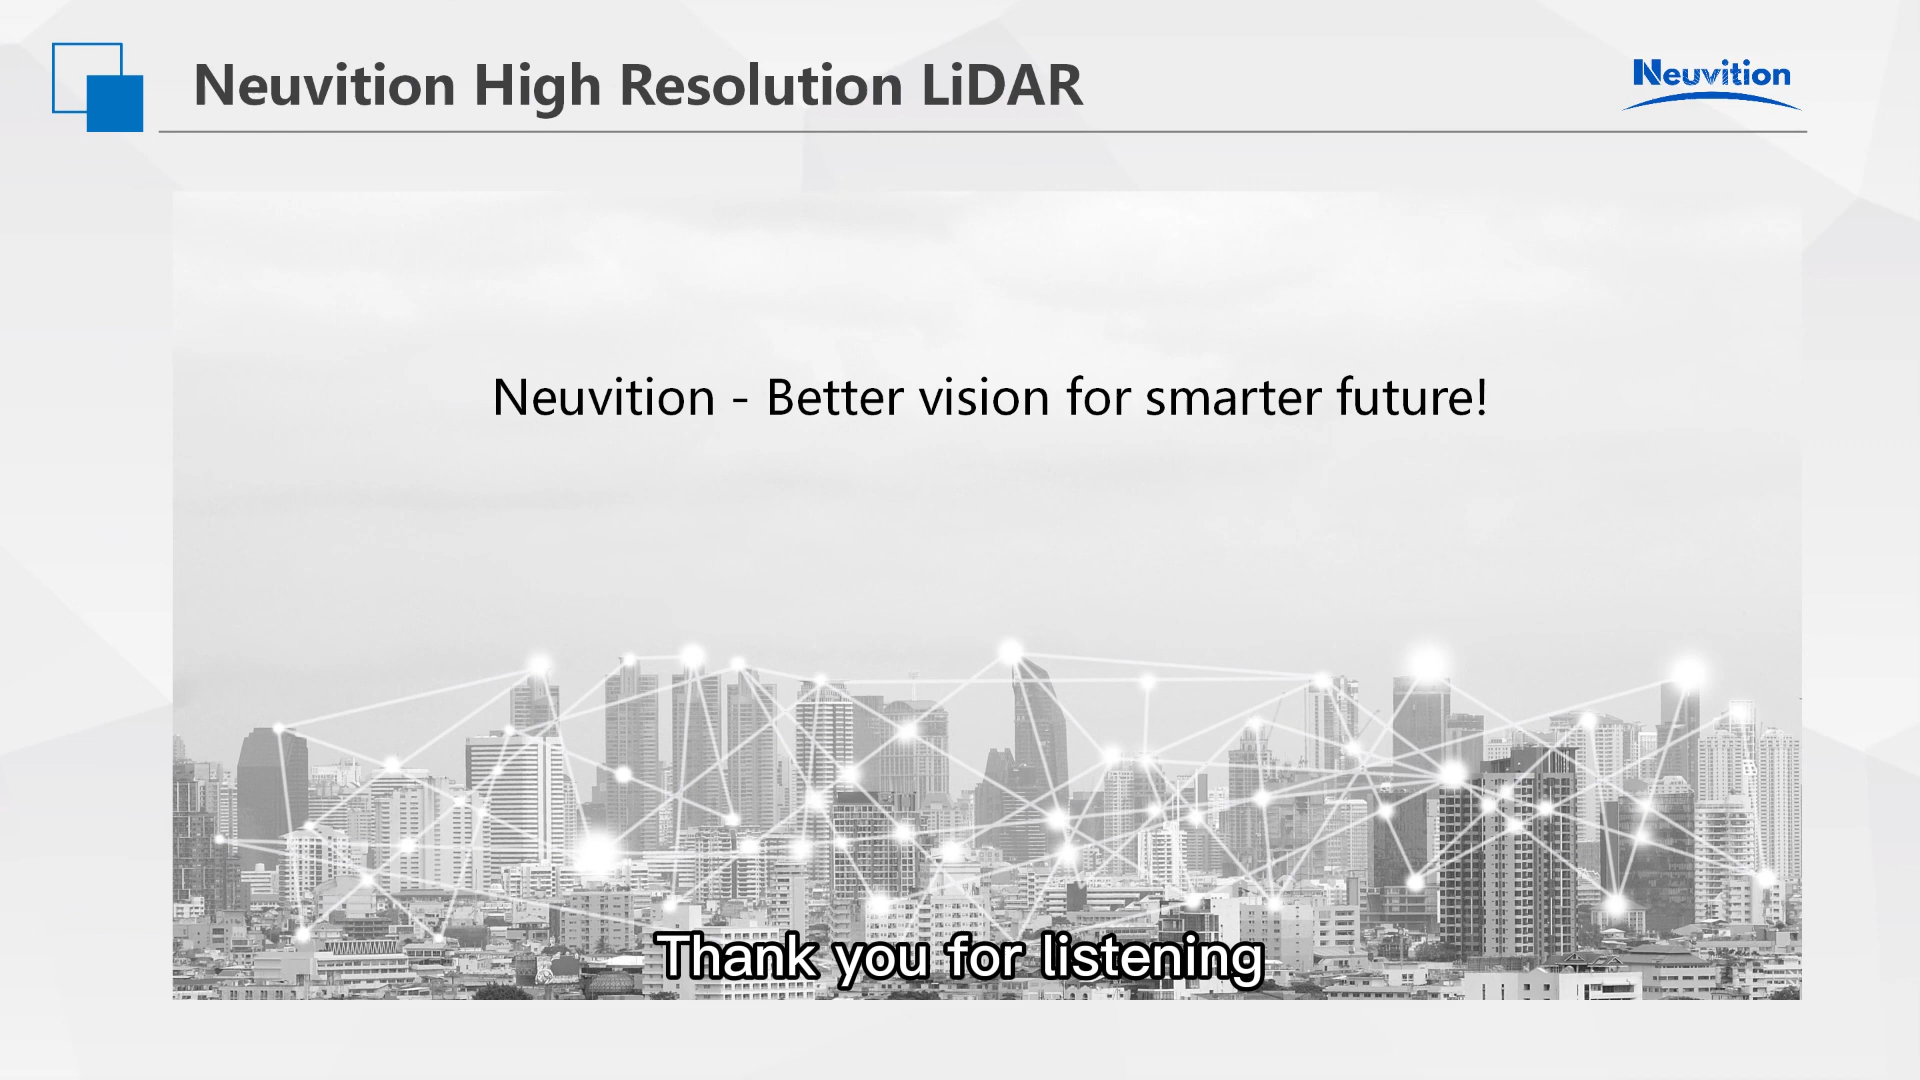 Neuvition High Resolution LiDAR
Neuvition
Neuvition - Better vision for smarter future!
Thank you for listening